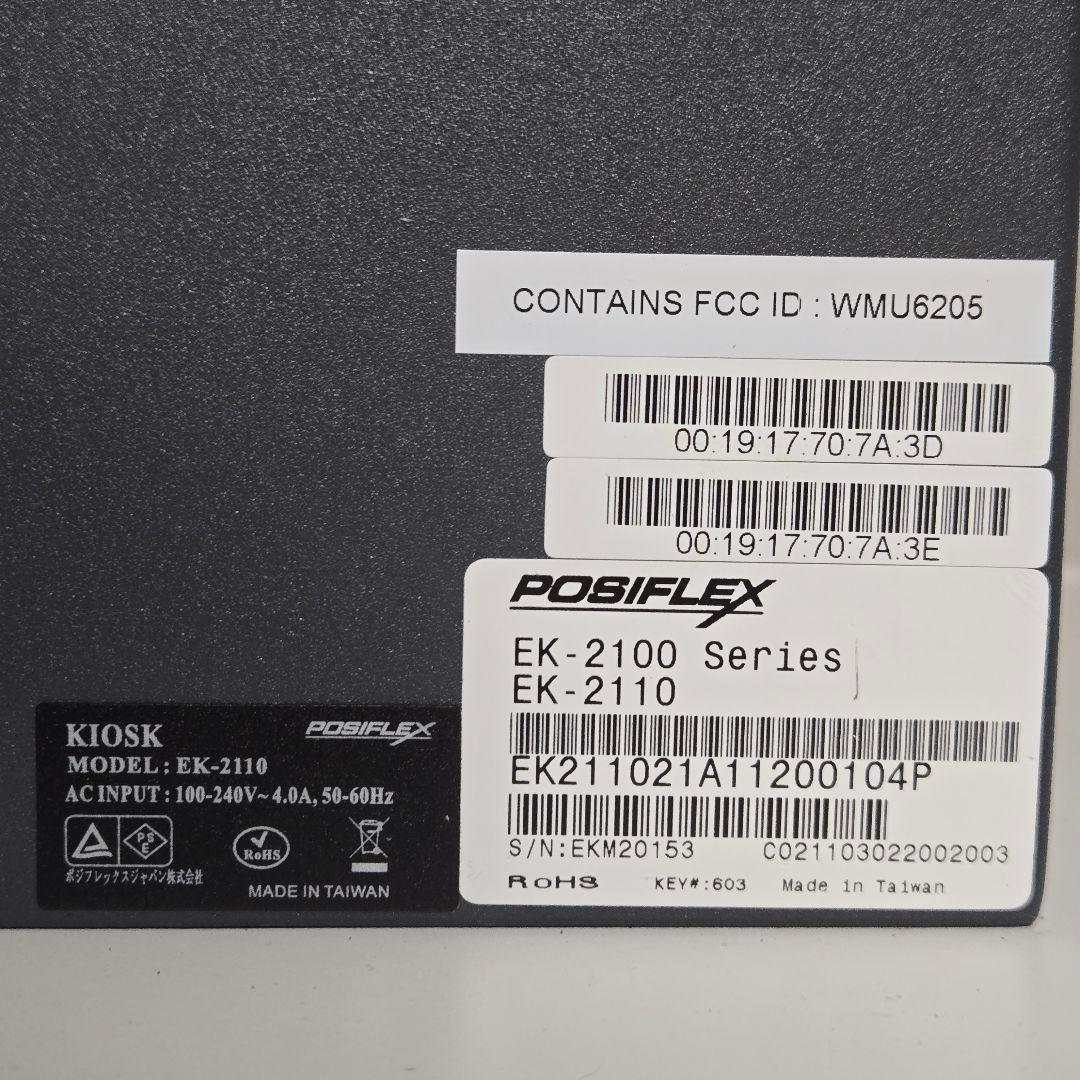 CONTAINS FCC ID : WMU6205
00:19:17:70:7A:3D
00:19:17:70:7A:3E
POSIFLEX
EK-2100 Series
EK-2110
EK211021A11200104P
S/N:EKM20153 C0211030220​02003
RoHS KEY#:603 Made in Taiwan
KIOSK POSIFLEX
MODEL : EK-2110
AC INPUT : 100-240V~ 4.0A, 50-60Hz
PS
E
RoHS
ポジフレックスジャパン株式会社
MADE IN TAIWAN